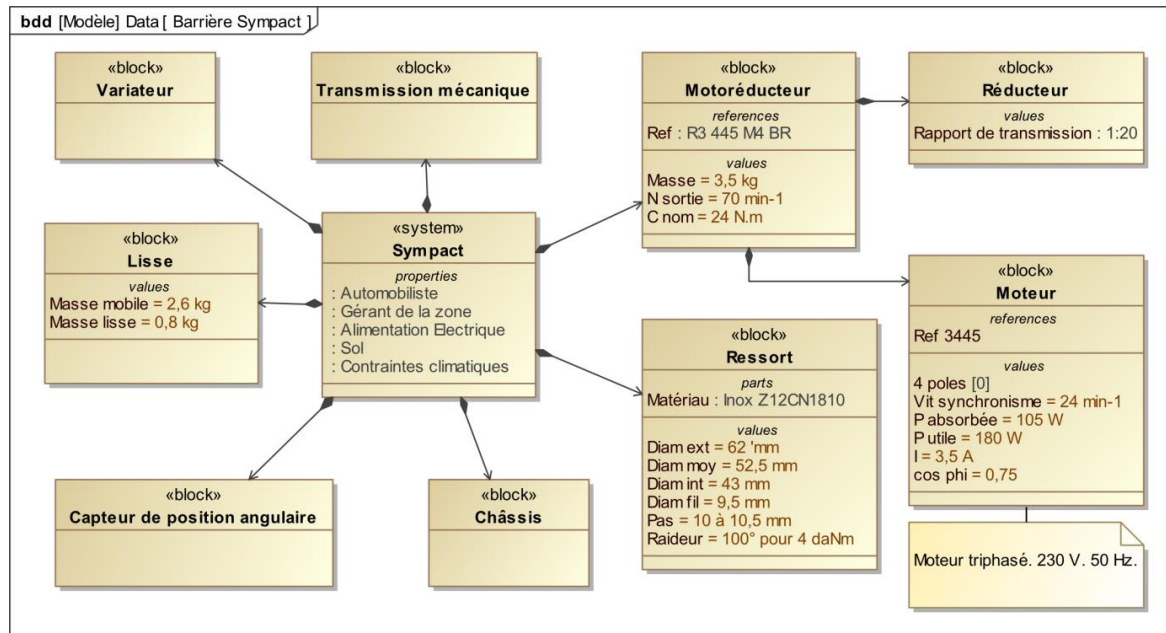 bdd [Modèle] Data [ Barrière Sympact ]
«block»
Variateur
«block»
Transmission mécanique
«block»
Motoréducteur
references
Ref : R3 445 M4 BR
values
Masse = 3,5 kg
N sortie = 70 min-1
C nom = 24 N.m
«block»
Réducteur
values
Rapport de transmission : 1:20
«block»
Lisse
values
Masse mobile = 2,6 kg
Masse lisse = 0,8 kg
«system»
Sympact
properties
: Automobiliste
: Gérant de la zone
: Alimentation Electrique
: Sol
: Contraintes climatiques
«block»
Moteur
references
Ref 3445
values
4 poles [0]
Vit synchronisme = 24 min-1
P absorbée = 105 W
P utile = 180 W
I = 3,5 A
cos phi = 0,75
«block»
Ressort
parts
Matériau : Inox Z12CN1810
values
Diam ext = 62 'mm
Diam moy = 52,5 mm
Diam int = 43 mm
Diam fil = 9,5 mm
Pas = 10 à 10,5 mm
Raideur = 100° pour 4 daNm
«block»
Capteur de position angulaire
«block»
Châssis
Moteur triphasé. 230 V. 50 Hz.